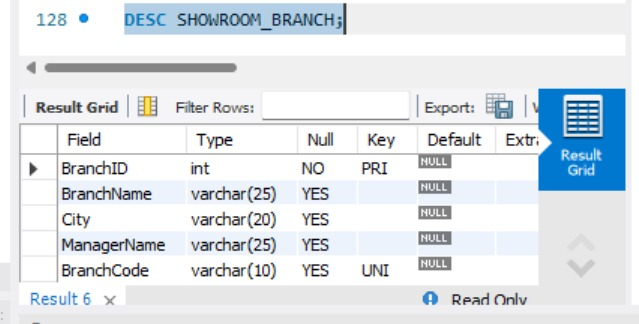 128 DESC SHOWROOM_BRANCH;
Result Grid Filter Rows: Export:
Field Type Null Key Default Extra
BranchID int NO PRI NULL
BranchName varchar(25) YES NULL
City varchar(20) YES NULL
ManagerName varchar(25) YES NULL
BranchCode varchar(10) YES UNI NULL
Result Grid
Result 6 × Read Only